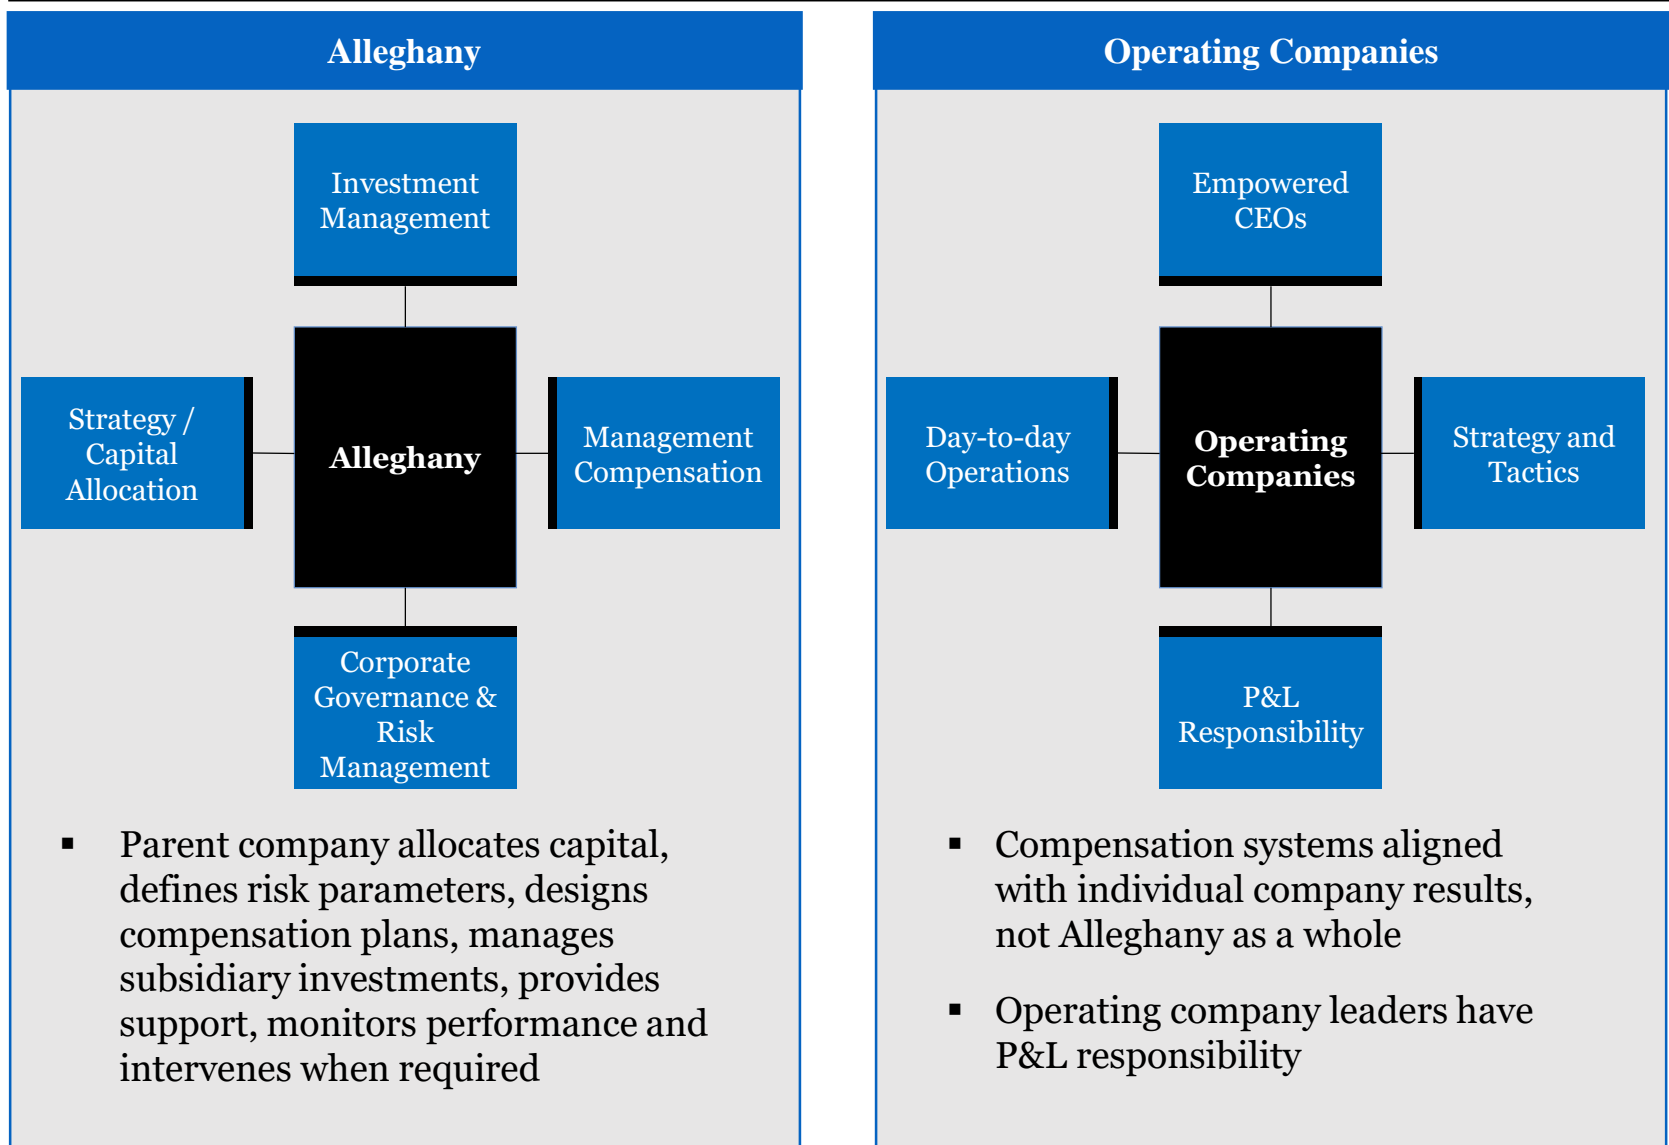 Alleghany
Investment
Management
Strategy /
Capital
Allocation
Alleghany
Management
Compensation
Corporate
Governance &
Risk
Management
▪ Parent company allocates capital,
defines risk parameters, designs
compensation plans, manages
subsidiary investments, provides
support, monitors performance and
intervenes when required
Operating Companies
Empowered
CEOs
Day-to-day
Operations
Operating
Companies
Strategy and
Tactics
P&L
Responsibility
▪ Compensation systems aligned
with individual company results,
not Alleghany as a whole
▪ Operating company leaders have
P&L responsibility